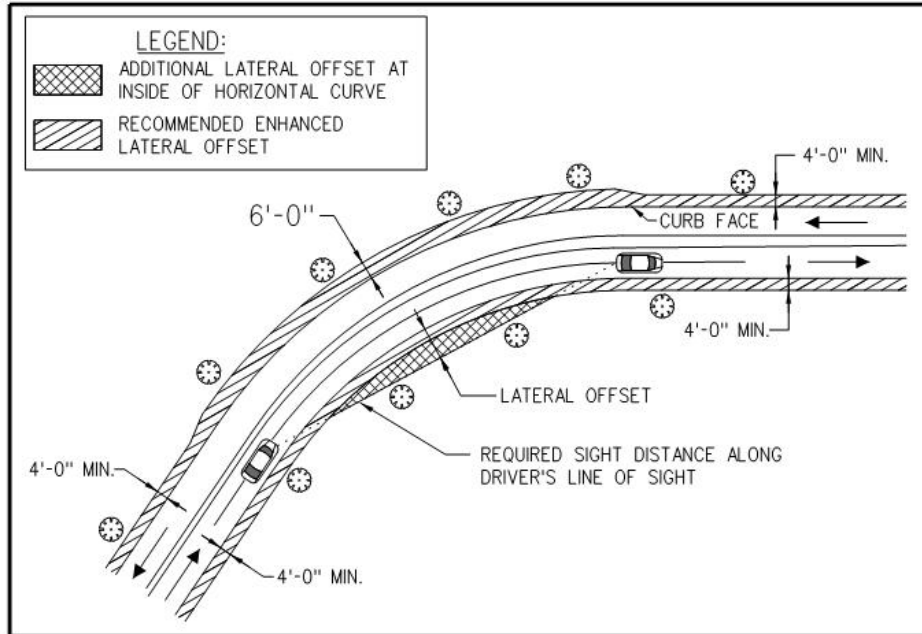 LEGEND:
ADDITIONAL LATERAL OFFSET AT
INSIDE OF HORIZONTAL CURVE
RECOMMENDED ENHANCED
LATERAL OFFSET
4'-0" MIN.
6'-0"
CURB FACE
4'-0" MIN.
LATERAL OFFSET
REQUIRED SIGHT DISTANCE ALONG
DRIVER'S LINE OF SIGHT
4'-0" MIN.
4'-0" MIN.